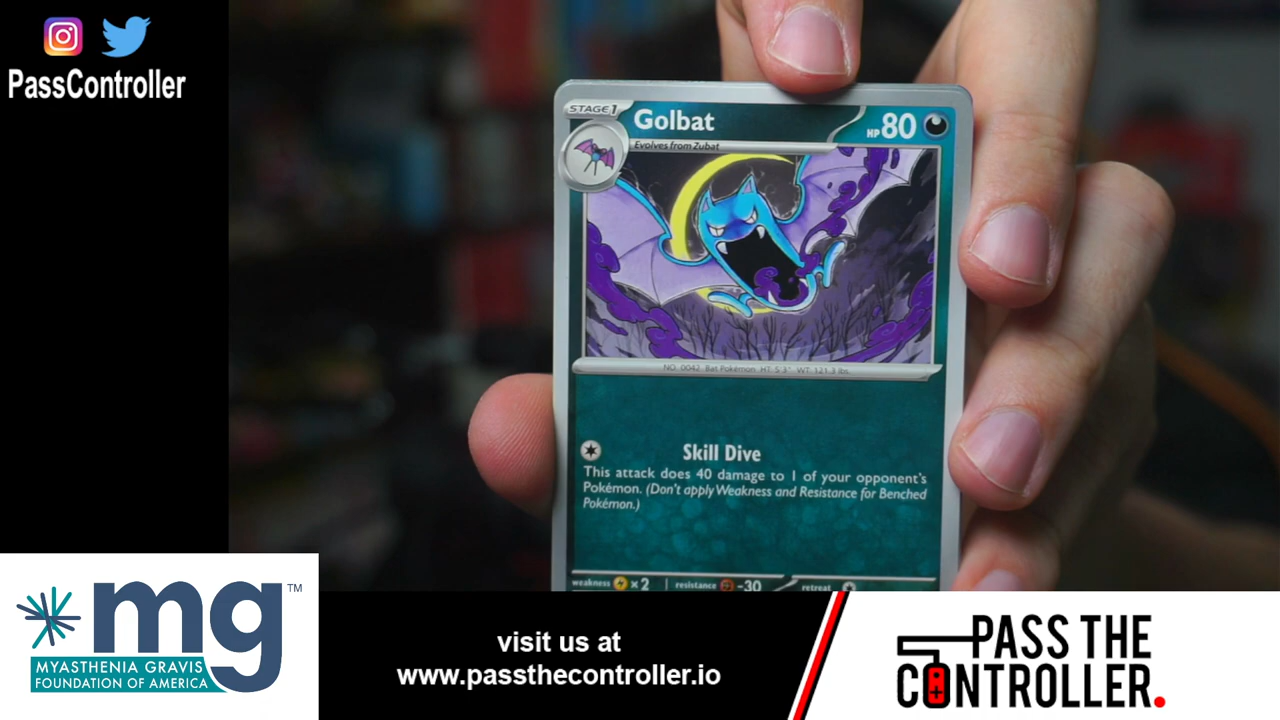 PassController
STAGE 1
Golbat
HP 80
Evolves from Zubat
NO. 0042 Bat Pokémon HT: 5'3" WT: 121.3 lbs.
Skill Dive
This attack does 40 damage to 1 of your opponent's
Pokémon. (Don't apply Weakness and Resistance for Benched
Pokémon.)
weakness ×2 resistance -30 retreat
mg™
MYASTHENIA GRAVIS
FOUNDATION OF AMERICA
visit us at
www.passthecontroller.io
PASS THE
CONTROLLER.